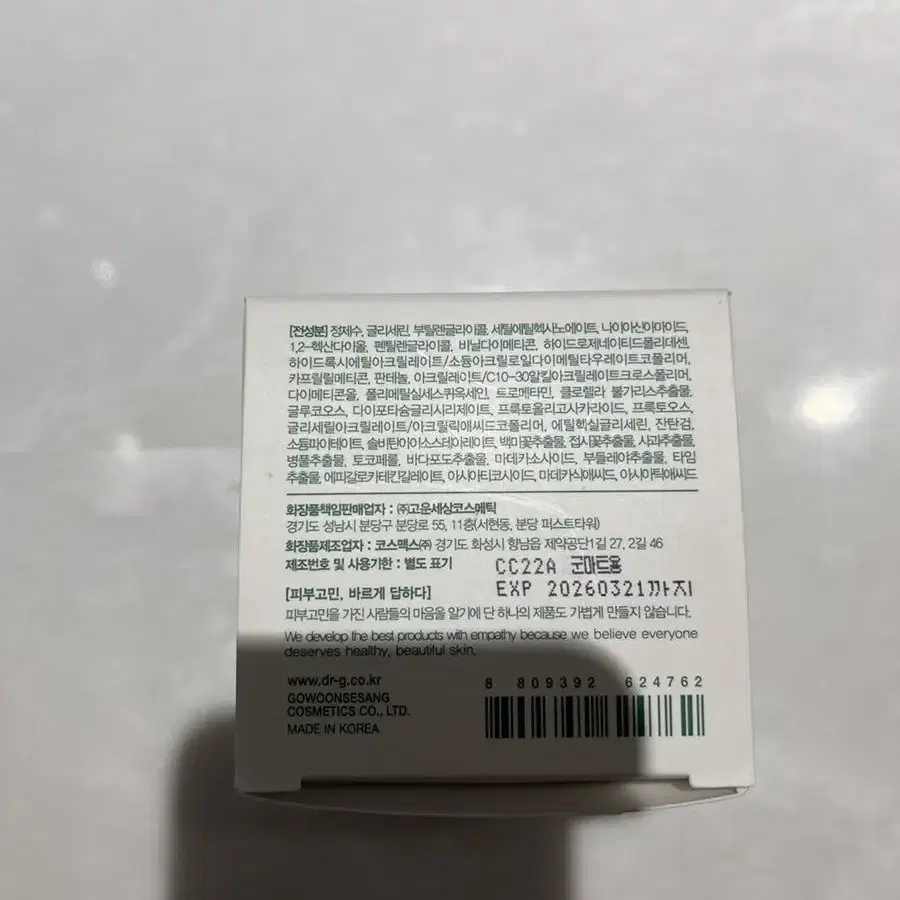 [전성분] 정제수, 글리세린, 부틸렌글라이콜, 세틸에틸헥사노에이트, 나이아신아마이드,
1,2-헥산다이올, 펜틸렌글라이콜, 비닐다이메티콘, 하이드로제네이티드폴리데센,
하이드록시에틸아크릴레이트/소듐아크릴로일다이메틸타우레이트코폴리머,
카프릴릴메티콘, 판테놀, 아크릴레이트/C10-30알킬아크릴레이트크로스폴리머,
다이메티콘올, 폴리메틸실세스퀴옥세인, 트로메타민, 클로렐라 불가리스추출물,
글루코오스, 다이포타슘글리시리제이트, 프룩토올리고사카라이드, 프룩토오스,
글리세릴아크릴레이트/아크릴릭애씨드코폴리머, 에틸헥실글리세린, 잔탄검,
소듐파이테이트, 솔비탄아이소스테아레이트, 백미꽃추출물, 접시꽃추출물, 사과추출물,
병풀추출물, 토코페롤, 바다포도추출물, 마데카소사이드, 부들레야추출물, 타임
추출물, 에피갈로카테킨갈레이트, 아시아티코사이드, 마데카식애씨드, 아시아틱애씨드
화장품책임판매업자 : ㈜고운세상코스메틱
경기도 성남시 분당구 분당로 55, 11층(서현동, 분당 퍼스트타워)
화장품제조업자 : 코스맥스㈜ 경기도 화성시 향남읍 제약공단1길 27, 2길 46
제조번호 및 사용기한 : 별도 표기
CC22A
EXP 20260321까지
[피부고민, 바르게 답하다]
피부고민을 가진 사람들의 마음을 알기에 단 하나의 제품도 가볍게 만들지 않습니다.
We develop the best products with empathy because we believe everyone
deserves healthy, beautiful skin.
www.dr-g.co.kr
GOWOONSESANG
COSMETICS CO., LTD.
MADE IN KOREA
8 809392 624762